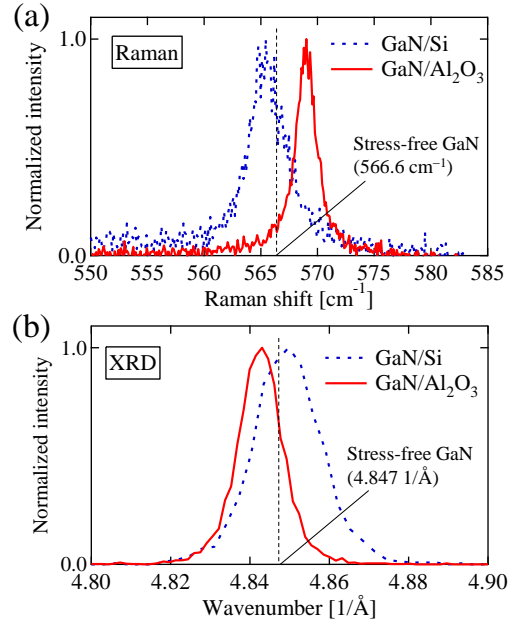 (a)
Raman
GaN/Si
GaN/Al₂O₃
Stress-free GaN
(566.6 cm⁻¹)
Normalized intensity
1.0
0.0
550 555 560 565 570 575 580 585
Raman shift [cm⁻¹]
(b)
XRD
GaN/Si
GaN/Al₂O₃
Stress-free GaN
(4.847 1/Å)
Normalized intensity
1.0
0.0
4.80 4.82 4.84 4.86 4.88 4.90
Wavenumber [1/Å]